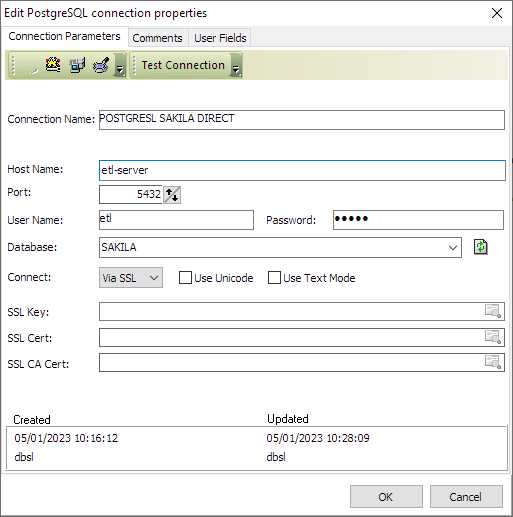 Edit PostgreSQL connection properties
Connection Parameters Comments User Fields
Test Connection
Connection Name: POSTGRESL SAKILA DIRECT
Host Name: etl-server
Port: 5432
User Name: etl Password: •••••
Database: SAKILA
Connect: Via SSL Use Unicode Use Text Mode
SSL Key:
SSL Cert:
SSL CA Cert:
Created Updated
05/01/2023 10:16:12 05/01/2023 10:28:09
dbsl dbsl
OK Cancel